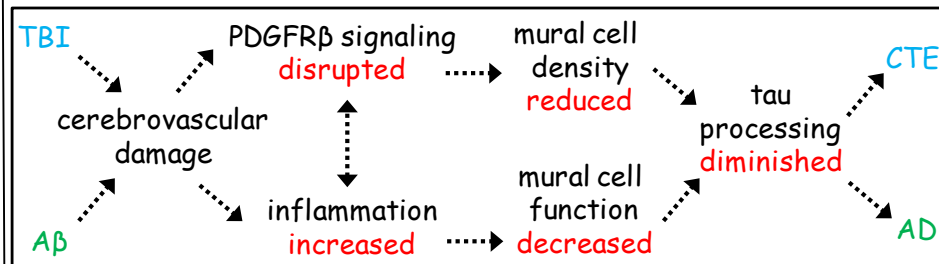 TBI
Aβ
cerebrovascular
damage
PDGFRβ signaling
disrupted
inflammation
increased
mural cell
density
reduced
mural cell
function
decreased
tau
processing
diminished
CTE
AD